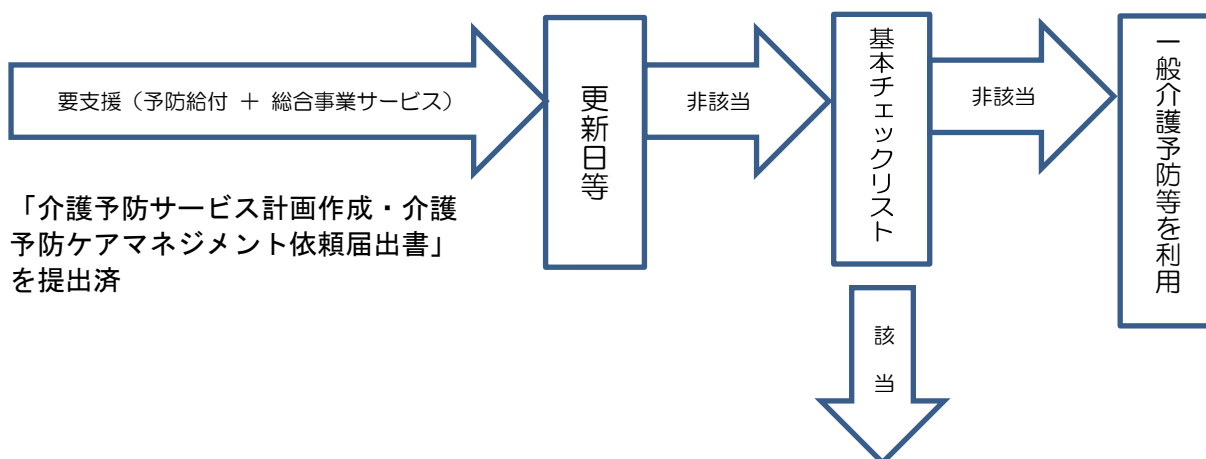 要支援（予防給付 ＋ 総合事業サービス）
更新日等
非該当
基本チェックリスト
非該当
一般介護予防等を利用
「介護予防サービス計画作成・介護
予防ケアマネジメント依頼届出書」
を提出済
該当